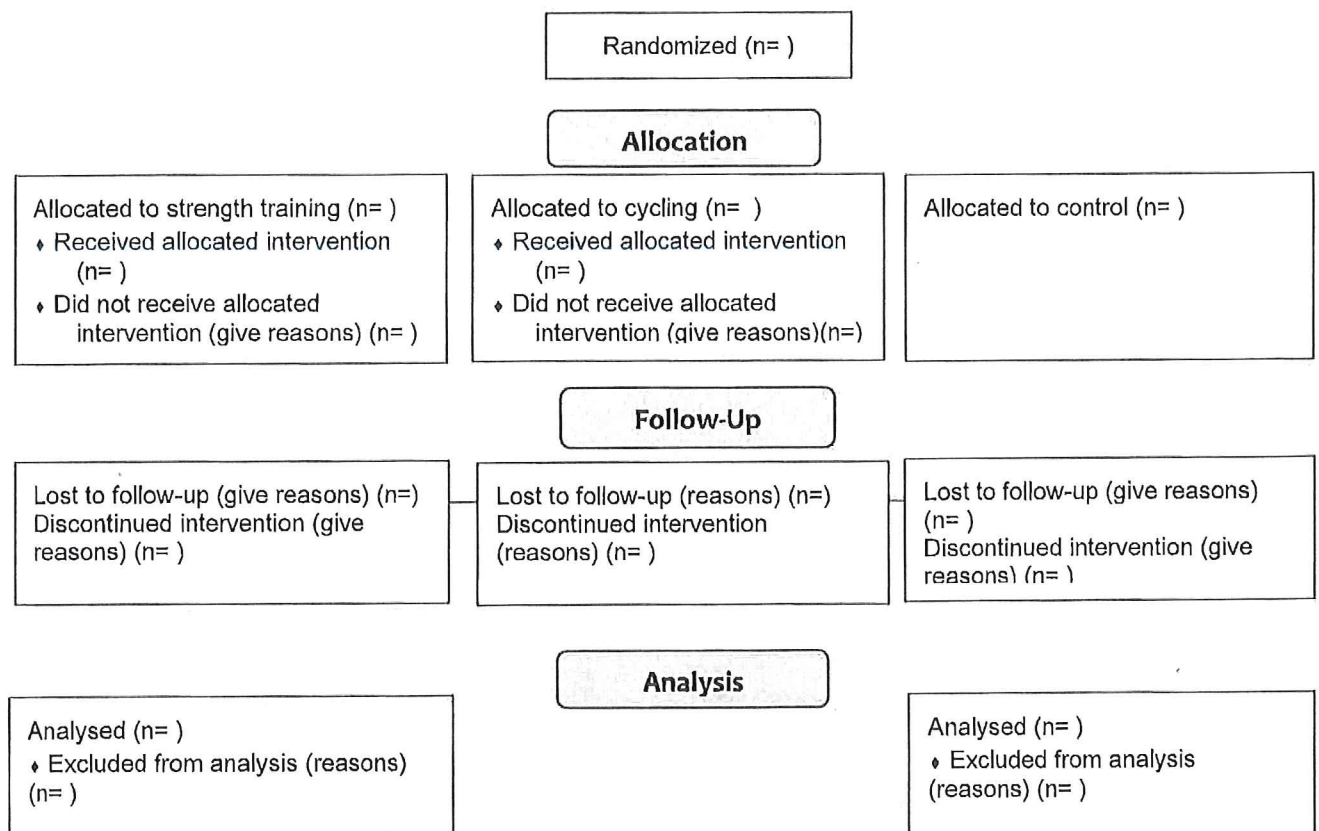 Randomized (n= )
Allocation
Allocated to strength training (n= )
♦ Received allocated intervention
(n= )
♦ Did not receive allocated
intervention (give reasons) (n= )
Allocated to cycling (n=  )
♦ Received allocated intervention
(n= )
♦ Did not receive allocated
intervention (give reasons)(n=)
Allocated to control (n= )
Follow-Up
Lost to follow-up (give reasons) (n=)
Discontinued intervention (give
reasons) (n= )
Lost to follow-up (reasons) (n=)
Discontinued intervention
(reasons) (n= )
Lost to follow-up (give reasons)
(n= )
Discontinued intervention (give
reasons) (n= )
Analysis
Analysed (n= )
♦ Excluded from analysis (reasons)
(n= )
Analysed (n= )
♦ Excluded from analysis
(reasons) (n= )